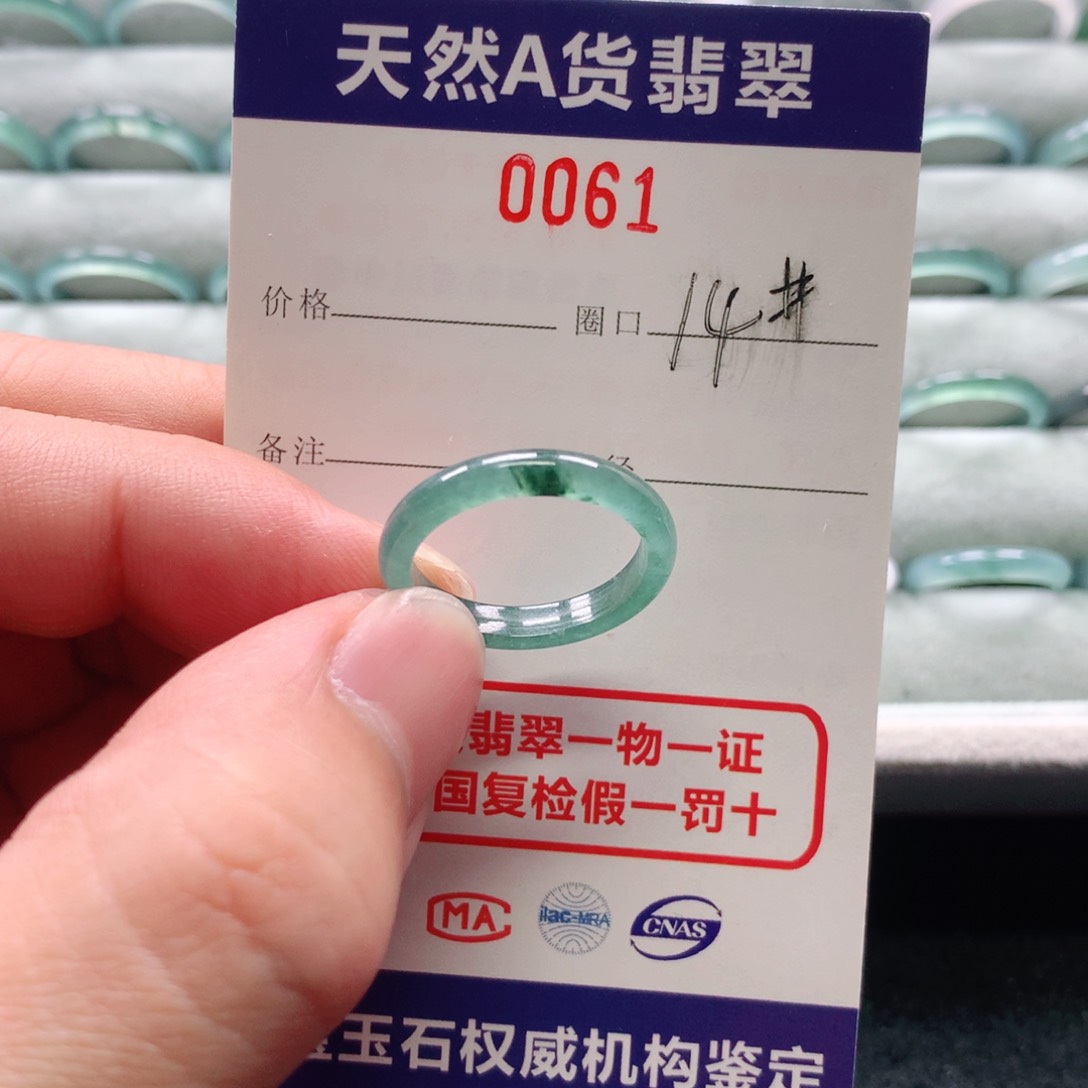 天然A货翡翠
0061
价格 圈口 14#
备注
翡翠一物一证
国复检假一罚十
MA ilac-MRA CNAS
玉石权威机构鉴定